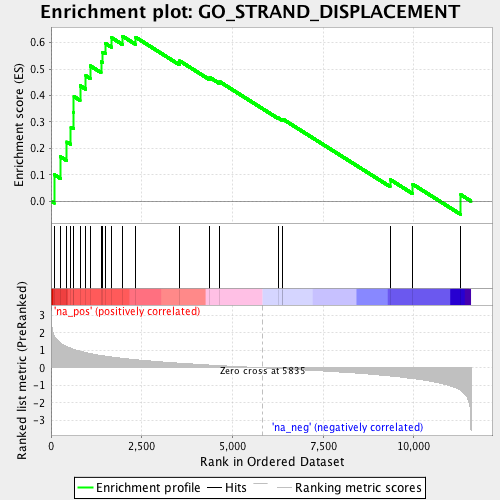 Enrichment plot: GO_STRAND_DISPLACEMENT
Enrichment score (ES)
0.6
0.5
0.4
0.3
0.2
0.1
0.0
'na_pos' (positively correlated)
Ranked list metric (PreRanked)
3
2
1
0
-1
-2
-3
Zero cross at 5835
'na_neg' (negatively correlated)
0
2,500
5,000
7,500
10,000
Rank in Ordered Dataset
Enrichment profile
Hits
Ranking metric scores